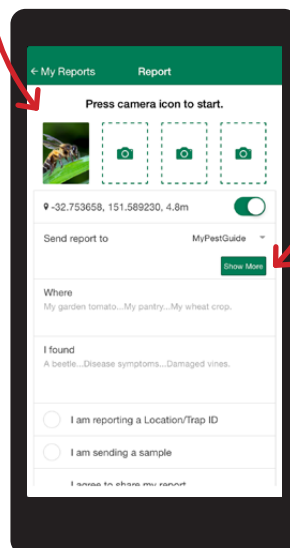 ← My Reports Report
Press camera icon to start.
-32.753658, 151.589230, 4.8m
Send report to MyPestGuide
Show More
Where
My garden tomato...My pantry...My wheat crop.
I found
A beetle...Disease symptoms...Damaged vines.
I am reporting a Location/Trap ID
I am sending a sample
I agree to share my report